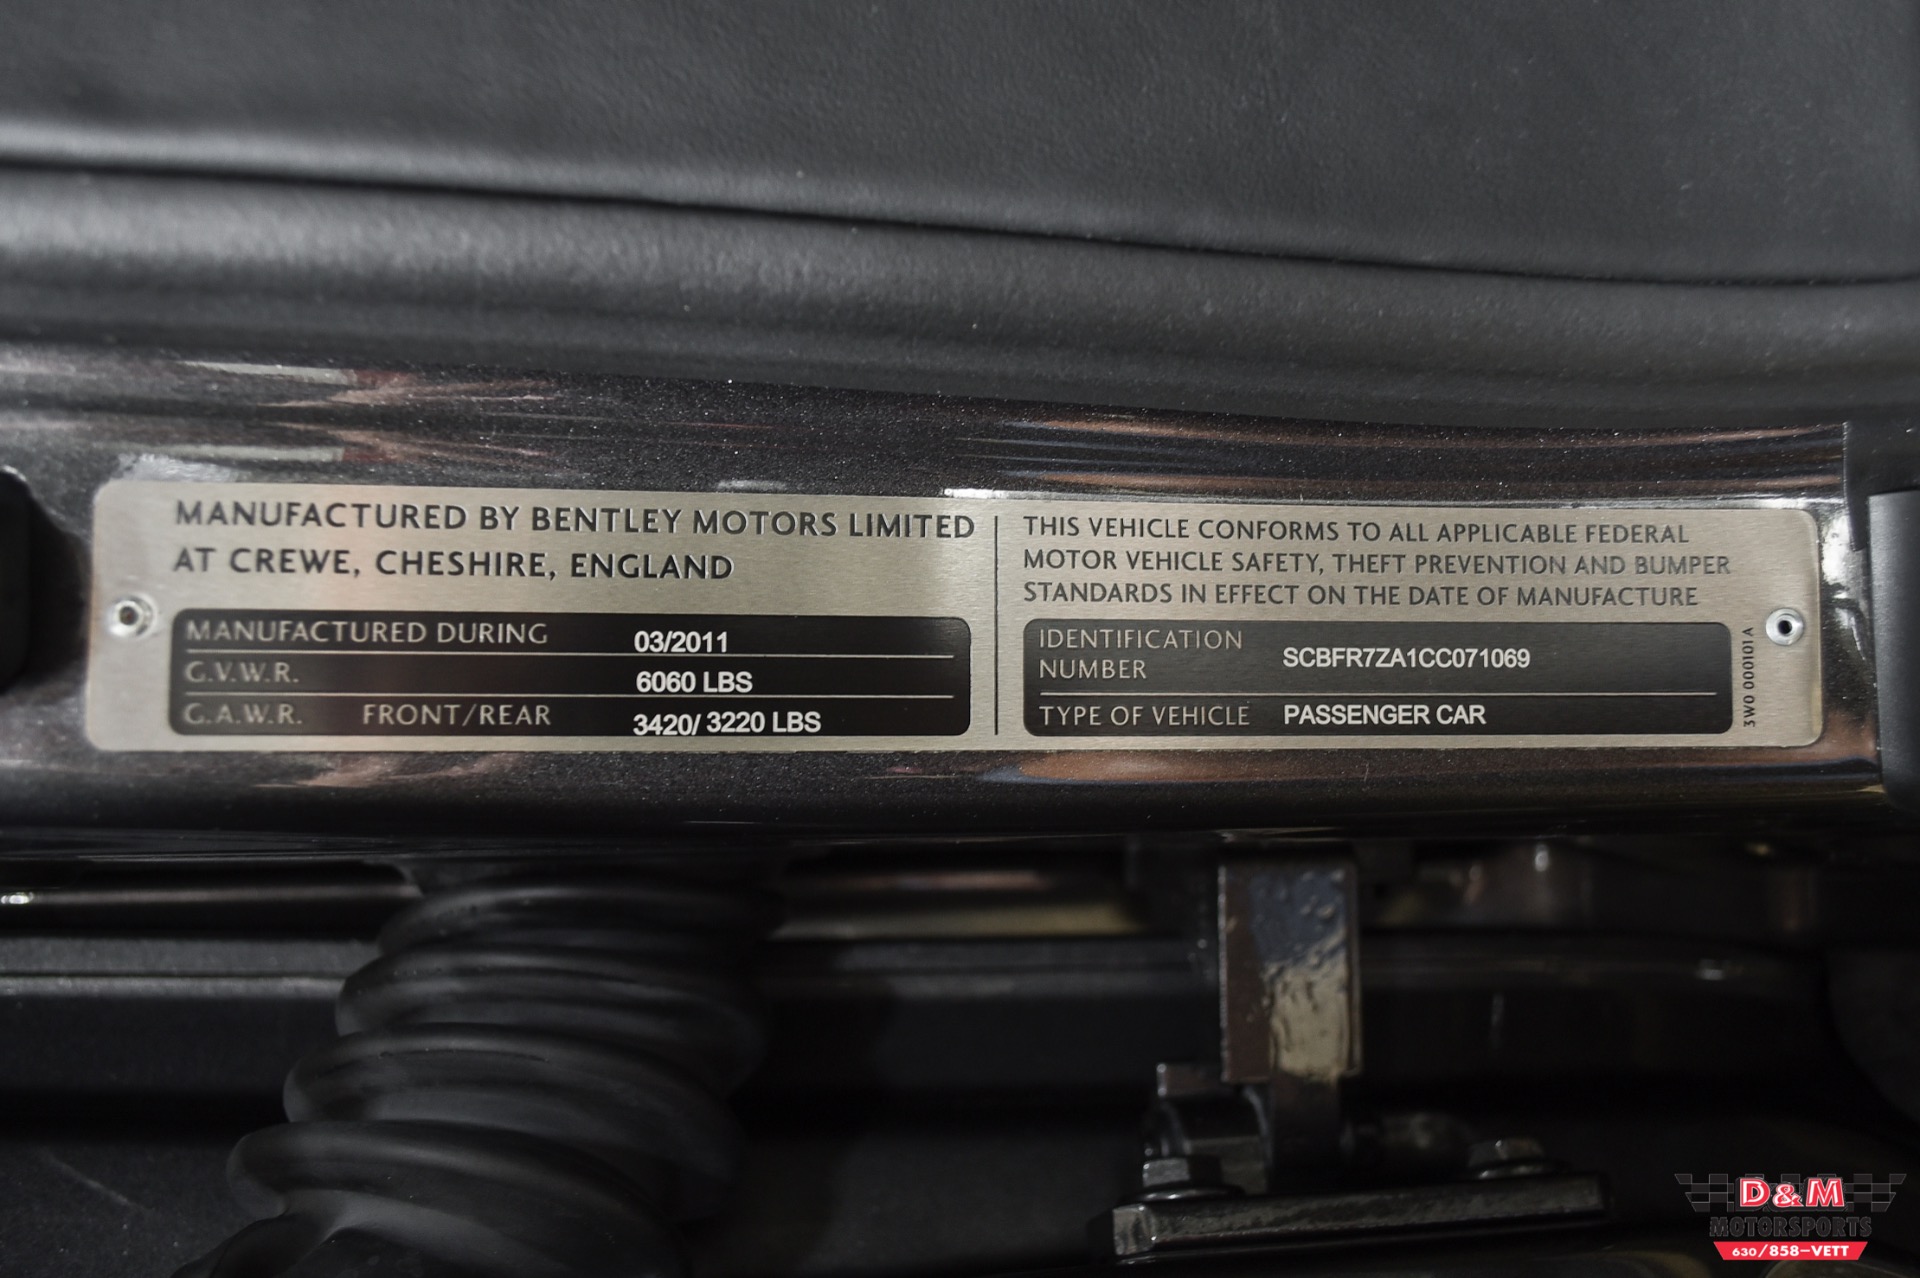 MANUFACTURED BY BENTLEY MOTORS LIMITED
AT CREWE, CHESHIRE, ENGLAND
MANUFACTURED DURING 03/2011
G.V.W.R. 6060 LBS
G.A.W.R. FRONT/REAR 3420/ 3220 LBS
THIS VEHICLE CONFORMS TO ALL APPLICABLE FEDERAL
MOTOR VEHICLE SAFETY, THEFT PREVENTION AND BUMPER
STANDARDS IN EFFECT ON THE DATE OF MANUFACTURE
IDENTIFICATION
NUMBER SCBFR7ZA1CC071069
TYPE OF VEHICLE PASSENGER CAR
3W0 000101A
D&M
MOTORSPORTS
630/858-VETT